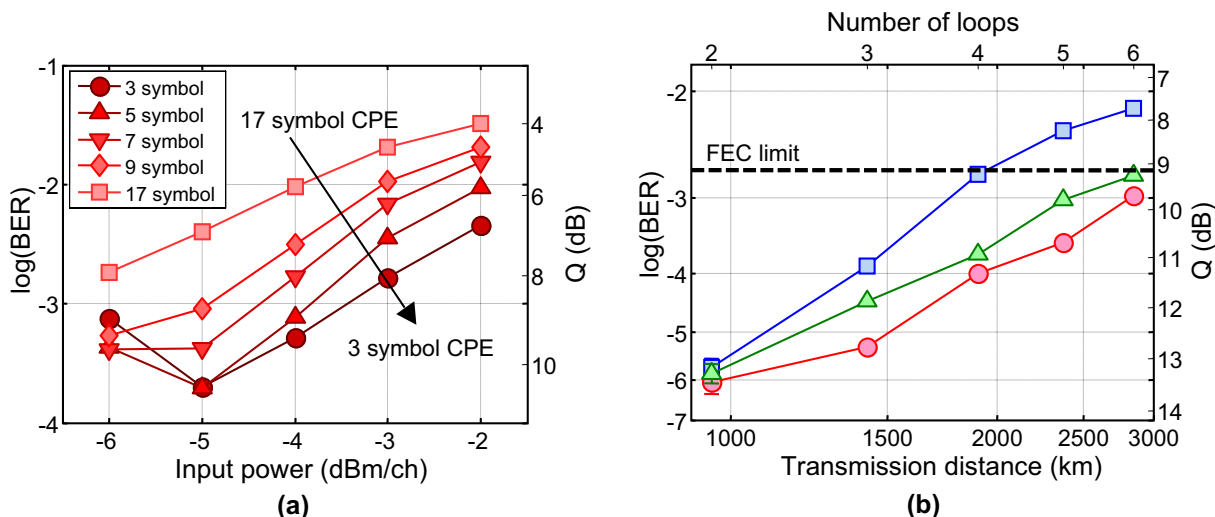 -1
-2
-3
-4
log(BER)
3 symbol
5 symbol
7 symbol
9 symbol
17 symbol
17 symbol CPE
3 symbol CPE
4
6
8
10
Q (dB)
-6
-5
-4
-3
-2
Input power (dBm/ch)
(a)
Number of loops
2
3
4
5
6
-2
-3
-4
-5
-6
-7
log(BER)
FEC limit
7
8
9
10
11
12
13
14
Q (dB)
1000
1500
2000
2500
3000
Transmission distance (km)
(b)